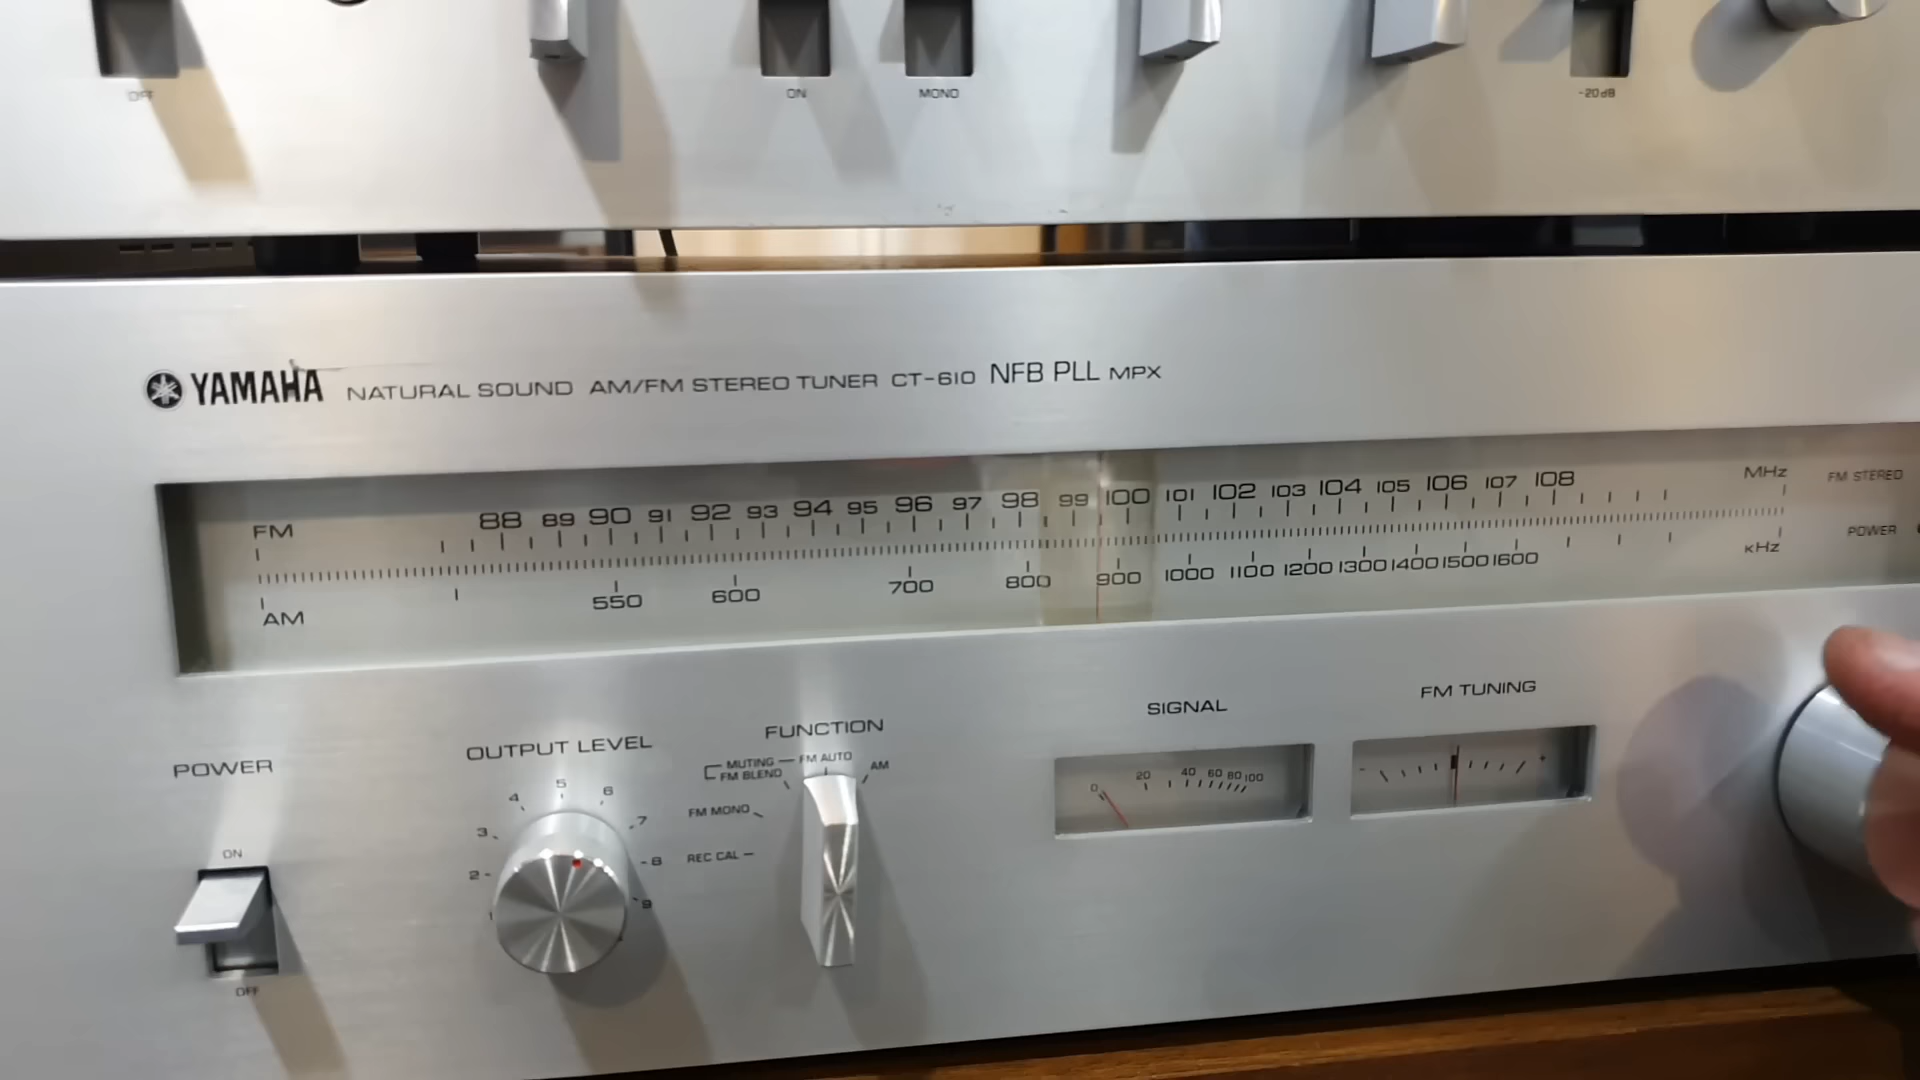 OFF
ON
MONO
-20dB
YAMAHA NATURAL SOUND AM/FM STEREO TUNER CT-610 NFB PLL MPX
FM 88 89 90 91 92 93 94 95 96 97 98 99 100 101 102 103 104 105 106 107 108 MHz
FM STEREO
AM 550 600 700 800 900 1000 1100 1200 1300 1400 1500 1600 kHz
POWER
POWER
ON
OFF
OUTPUT LEVEL
1 2 3 4 5 6 7 8 9
FUNCTION
MUTING FM AUTO AM
FM BLEND
FM MONO
REC CAL
SIGNAL
0 20 40 60 80 100
FM TUNING
- +